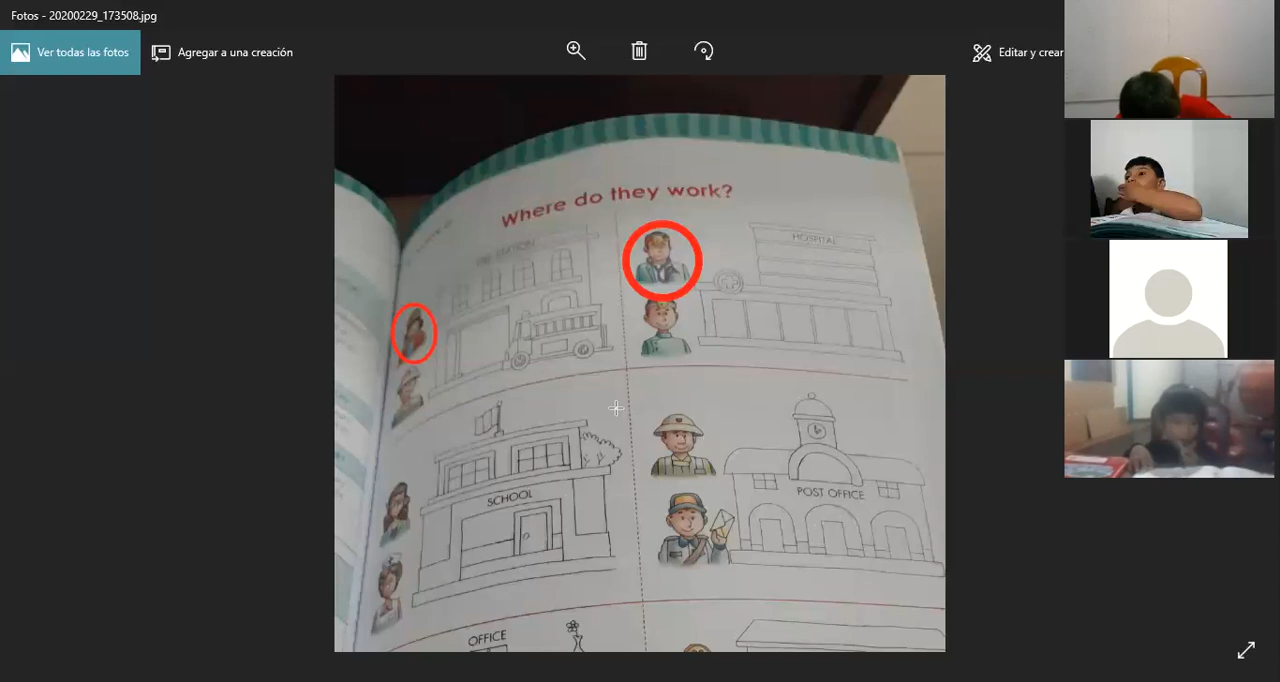 Fotos - 20200229_173508.jpg
Ver todas las fotos
Agregar a una creación
Editar y crear
Where do they work?
STATION
HOSPITAL
SCHOOL
POST OFFICE
OFFICE